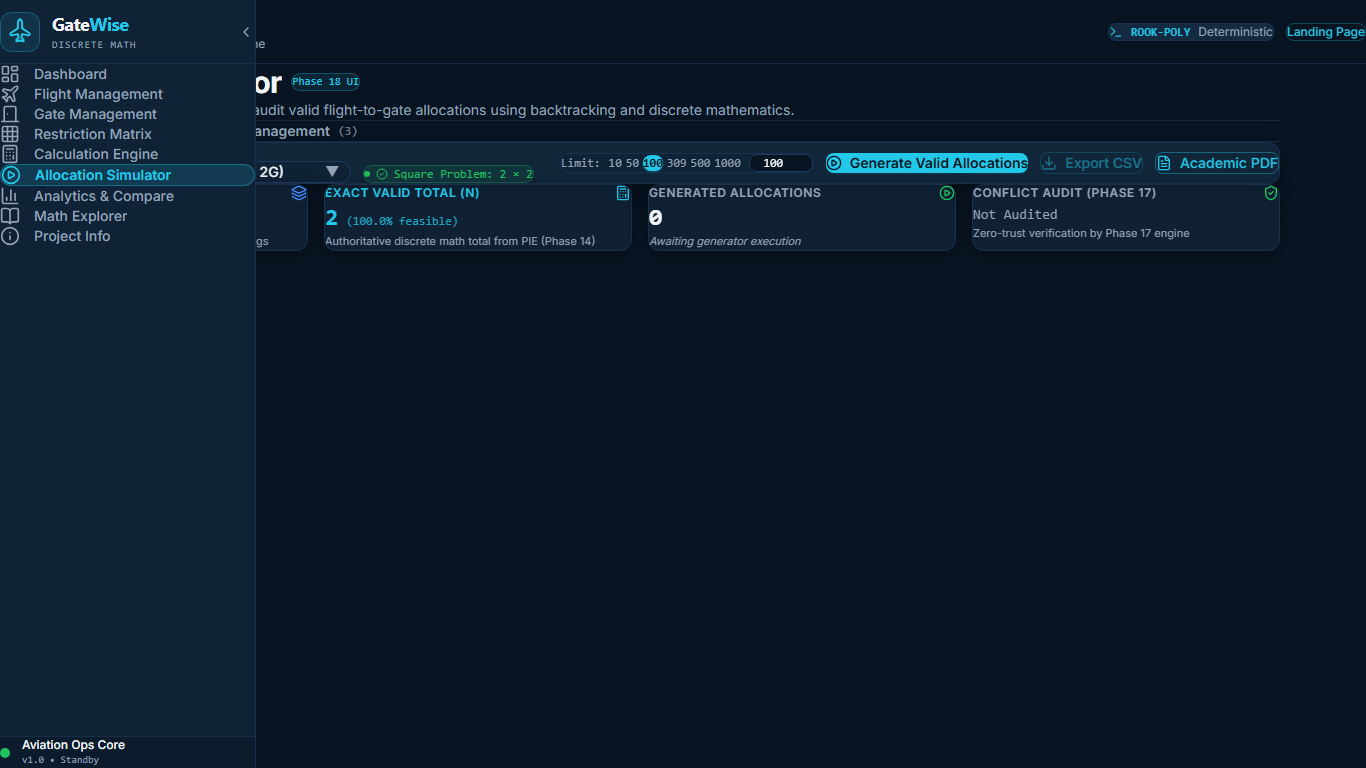 GateWise
DISCRETE MATH
ROOK-POLY Deterministic
Landing Page
Dashboard
Flight Management
Gate Management
Restriction Matrix
Calculation Engine
Allocation Simulator
Analytics & Compare
Math Explorer
Project Info
Aviation Ops Core
v1.0 • Standby
ne
or Phase 18 UI
audit valid flight-to-gate allocations using backtracking and discrete mathematics.
anagement (3)
2G) Square Problem: 2 × 2 Limit: 10 50 100 309 500 1000 100 Generate Valid Allocations Export CSV Academic PDF
gs
EXACT VALID TOTAL (N)
2 (100.0% feasible)
Authoritative discrete math total from PIE (Phase 14)
GENERATED ALLOCATIONS
0
Awaiting generator execution
CONFLICT AUDIT (PHASE 17)
Not Audited
Zero-trust verification by Phase 17 engine